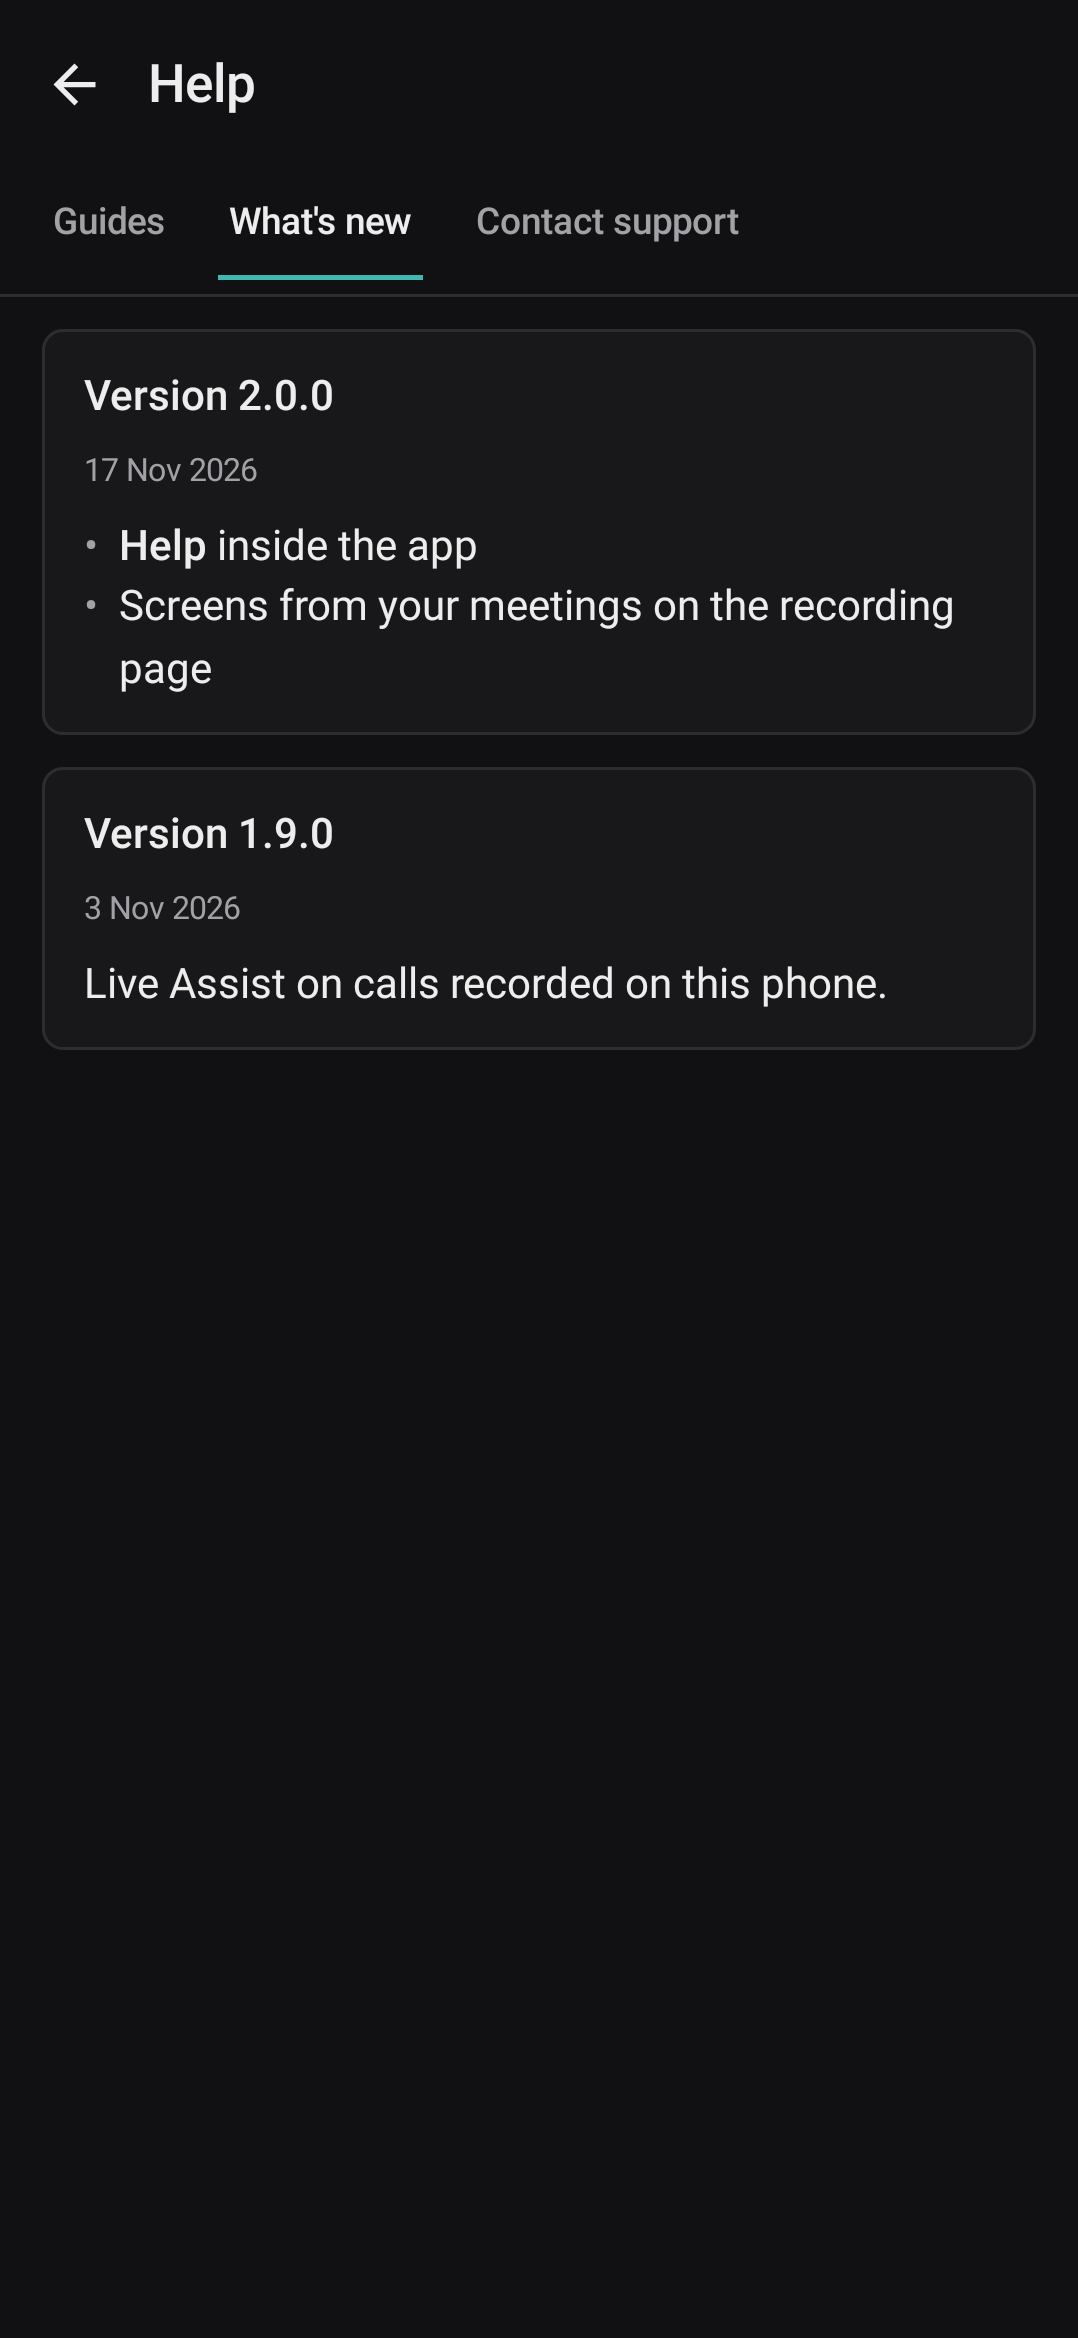 Help
Guides What's new Contact support
Version 2.0.0
17 Nov 2026
• Help inside the app
• Screens from your meetings on the recording
page
Version 1.9.0
3 Nov 2026
Live Assist on calls recorded on this phone.